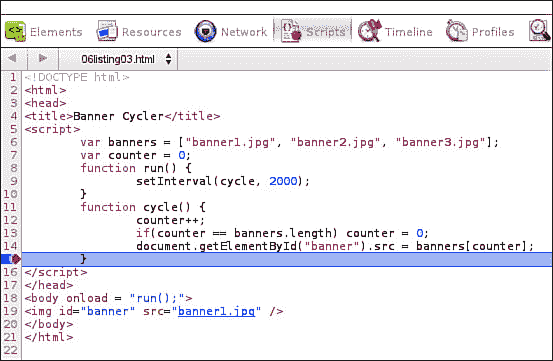 Elements Resources Network Scripts Timeline Profiles
06listing03.html
1 <!DOCTYPE html>
2 <html>
3 <head>
4 <title>Banner Cycler</title>
5 <script>
6 var banners = ["banner1.jpg", "banner2.jpg", "banner3.jpg"];
7 var counter = 0;
8 function run() {
9 setInterval(cycle, 2000);
10 }
11 function cycle() {
12 counter++;
13 if(counter == banners.length) counter = 0;
14 document.getElementById("banner").src = banners[counter];
}
16 </script>
17 </head>
18 <body onload = "run();">
19 <img id="banner" src="banner1.jpg" />
20 </body>
21 </html>
22